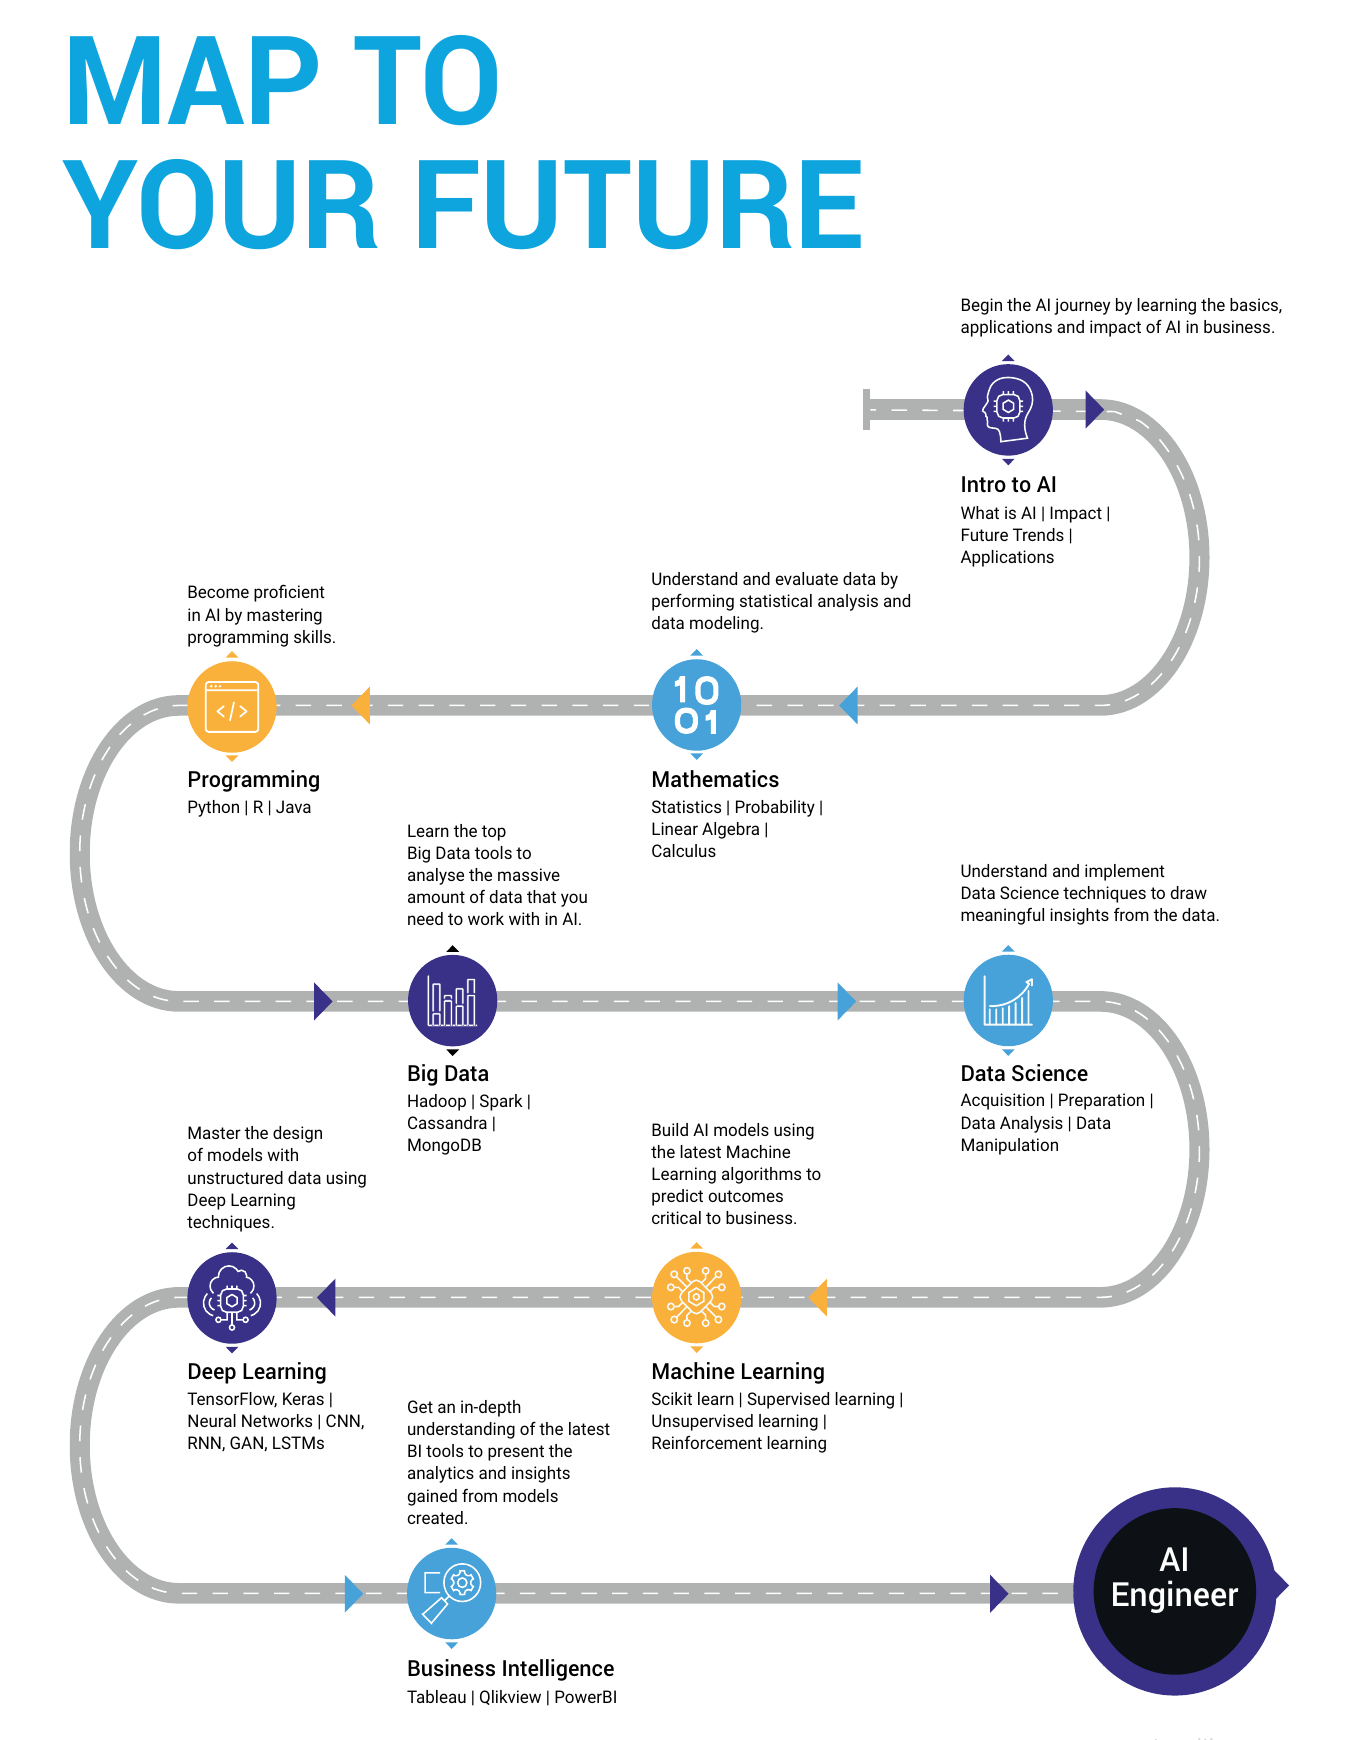 MAP TO
YOUR FUTURE
Begin the AI journey by learning the basics,
applications and impact of AI in business.
Intro to AI
What is AI | Impact |
Future Trends |
Applications
Understand and evaluate data by
performing statistical analysis and
data modeling.
10
01
Mathematics
Statistics | Probability |
Linear Algebra |
Calculus
Become proficient
in AI by mastering
programming skills.
</>
Programming
Python | R | Java
Learn the top
Big Data tools to
analyse the massive
amount of data that you
need to work with in AI.
Big Data
Hadoop | Spark |
Cassandra |
MongoDB
Understand and implement
Data Science techniques to draw
meaningful insights from the data.
Data Science
Acquisition | Preparation |
Data Analysis | Data
Manipulation
Build AI models using
the latest Machine
Learning algorithms to
predict outcomes
critical to business.
Machine Learning
Scikit learn | Supervised learning |
Unsupervised learning |
Reinforcement learning
Master the design
of models with
unstructured data using
Deep Learning
techniques.
Deep Learning
TensorFlow, Keras |
Neural Networks | CNN,
RNN, GAN, LSTMs
Get an in-depth
understanding of the latest
BI tools to present the
analytics and insights
gained from models
created.
Business Intelligence
Tableau | Qlikview | PowerBI
AI
Engineer